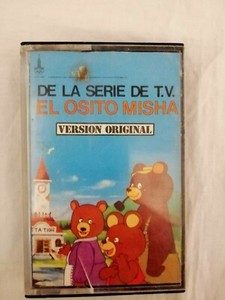 DE LA SERIE DE T.V.
EL OSITO MISHA
VERSION ORIGINAL